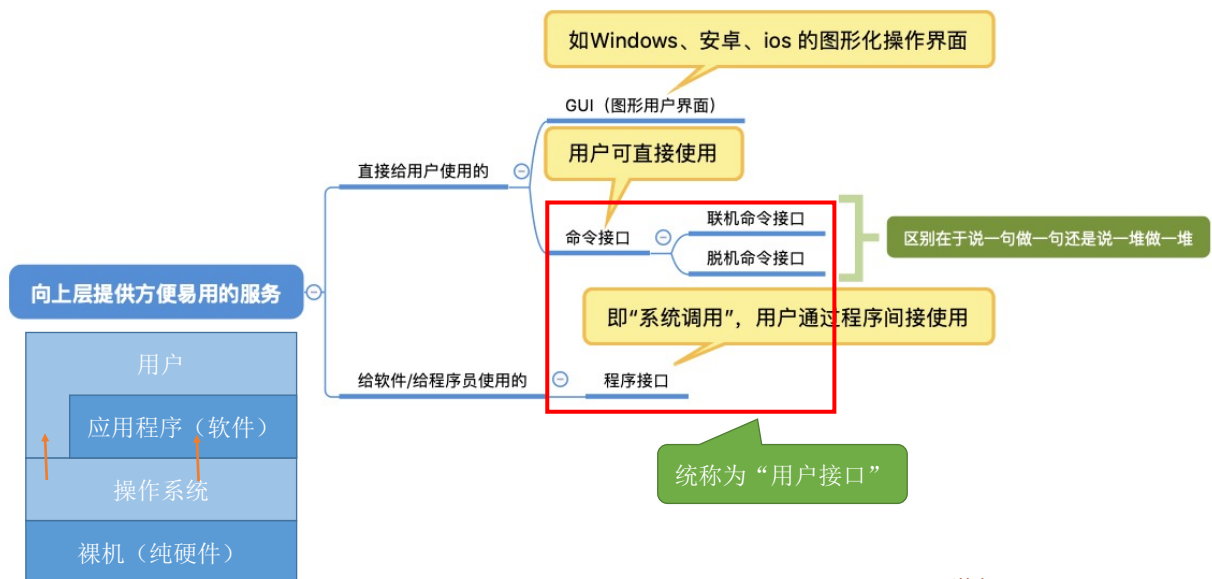 如Windows、安卓、ios 的图形化操作界面
GUI（图形用户界面）
用户可直接使用
直接给用户使用的
联机命令接口
命令接口
脱机命令接口
区别在于说一句做一句还是说一堆做一堆
向上层提供方便易用的服务
即“系统调用”，用户通过程序间接使用
给软件/给程序员使用的
程序接口
统称为“用户接口”
用户
应用程序（软件）
操作系统
裸机（纯硬件）